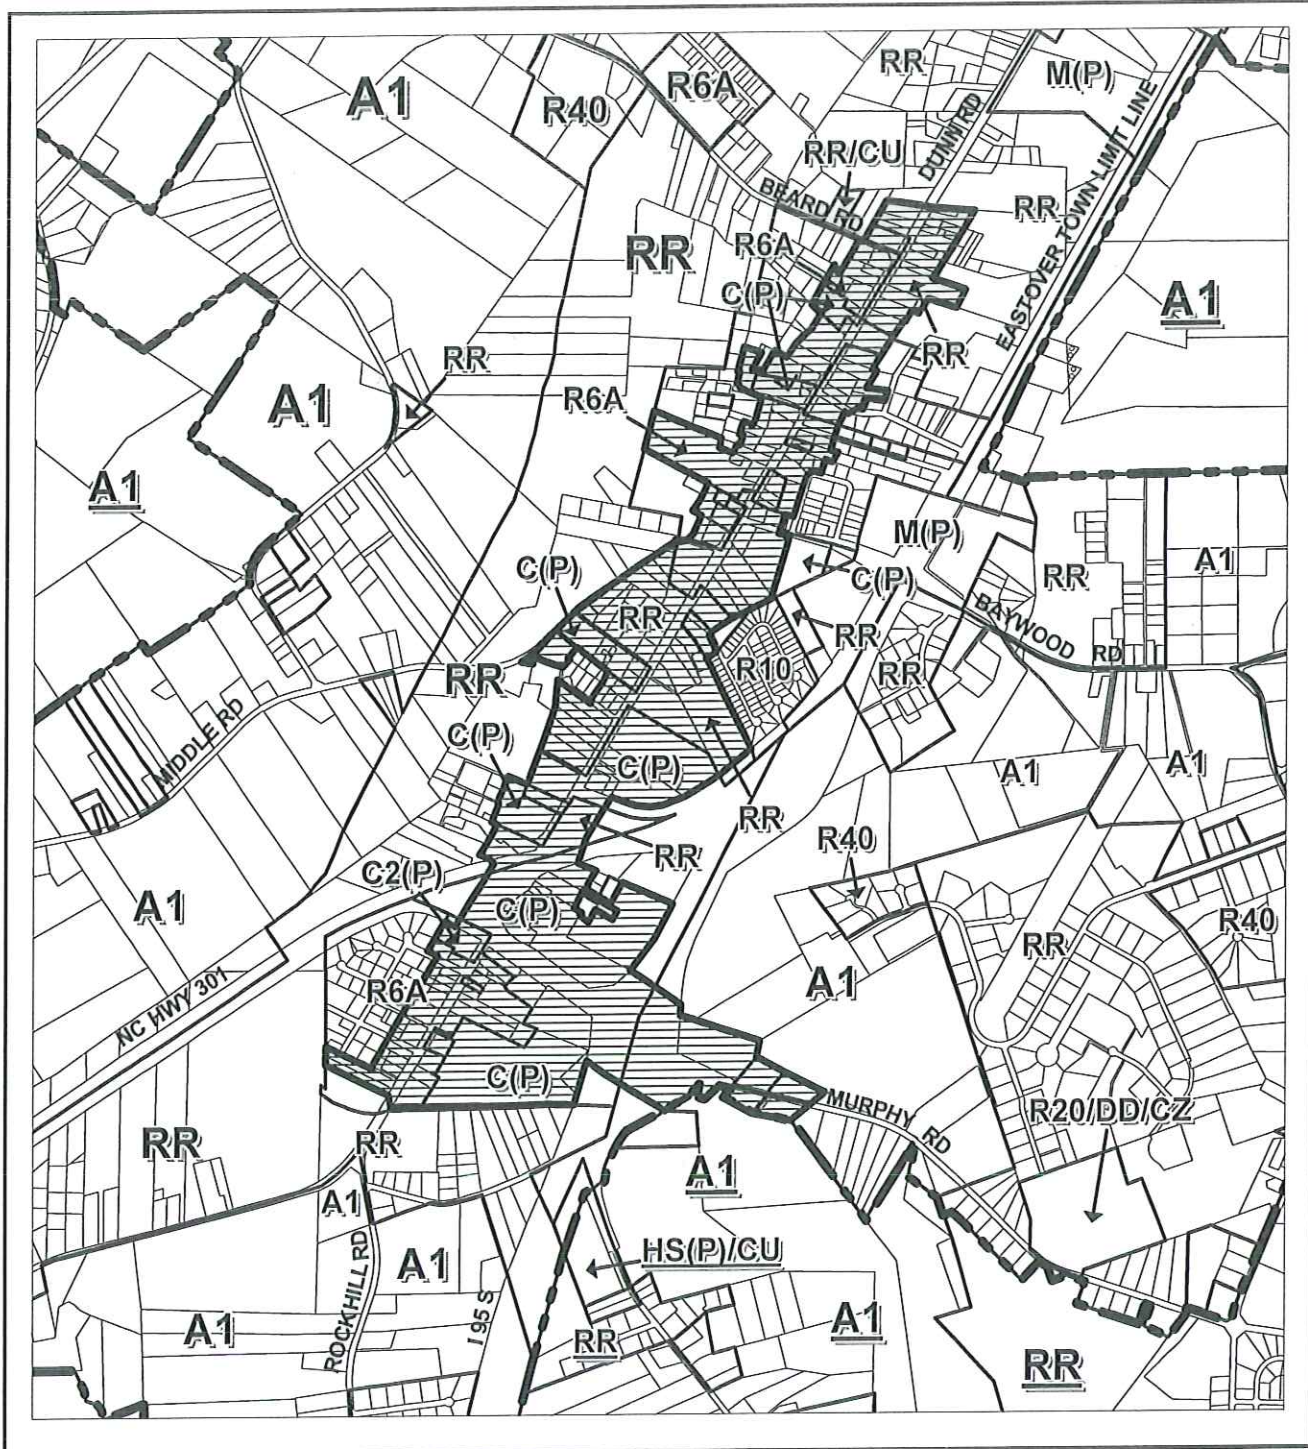 A1
R40
R6A
RR
M(P)
RR/CU
DUNN RD
EASTOVER TOWN LIMIT LINE
BEARD RD
RR
RR
R6A
C(P)
A1
RR
RR
A1
R6A
A1
M(P)
C(P)
C(P)
RR
A1
RR
RR
BAYWOOD RD
R10
RR
RR
MIDDLE RD
C(P)
C(P)
A1
A1
RR
RR
R40
C2(P)
A1
C(P)
R40
RR
A1
R6A
NC HWY 301
C(P)
MURPHY RD
R20/DD/CZ
RR
RR
A1
A1
HS(P)/CU
A1
ROCKHILL RD
I 95 S
A1
A1
RR
RR